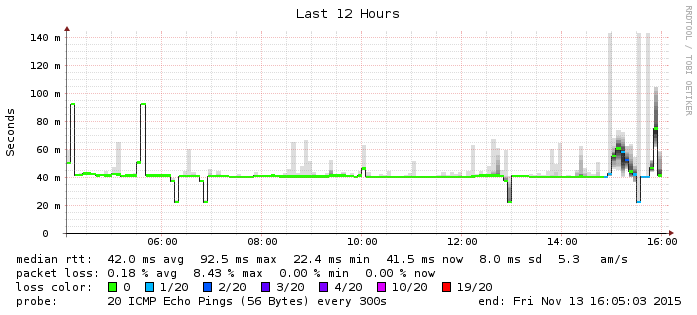 Last 12 Hours
RRDTOOL / TOBI OETIKER
Seconds
140 m
120 m
100 m
80 m
60 m
40 m
20 m
0
06:00 08:00 10:00 12:00 14:00 16:00
median rtt: 42.0 ms avg 92.5 ms max 22.4 ms min 41.5 ms now 8.0 ms sd 5.3 am/s
packet loss: 0.18 % avg 8.43 % max 0.00 % min 0.00 % now
loss color: 0 1/20 2/20 3/20 4/20 10/20 19/20
probe: 20 ICMP Echo Pings (56 Bytes) every 300s end: Fri Nov 13 16:05:03 2015